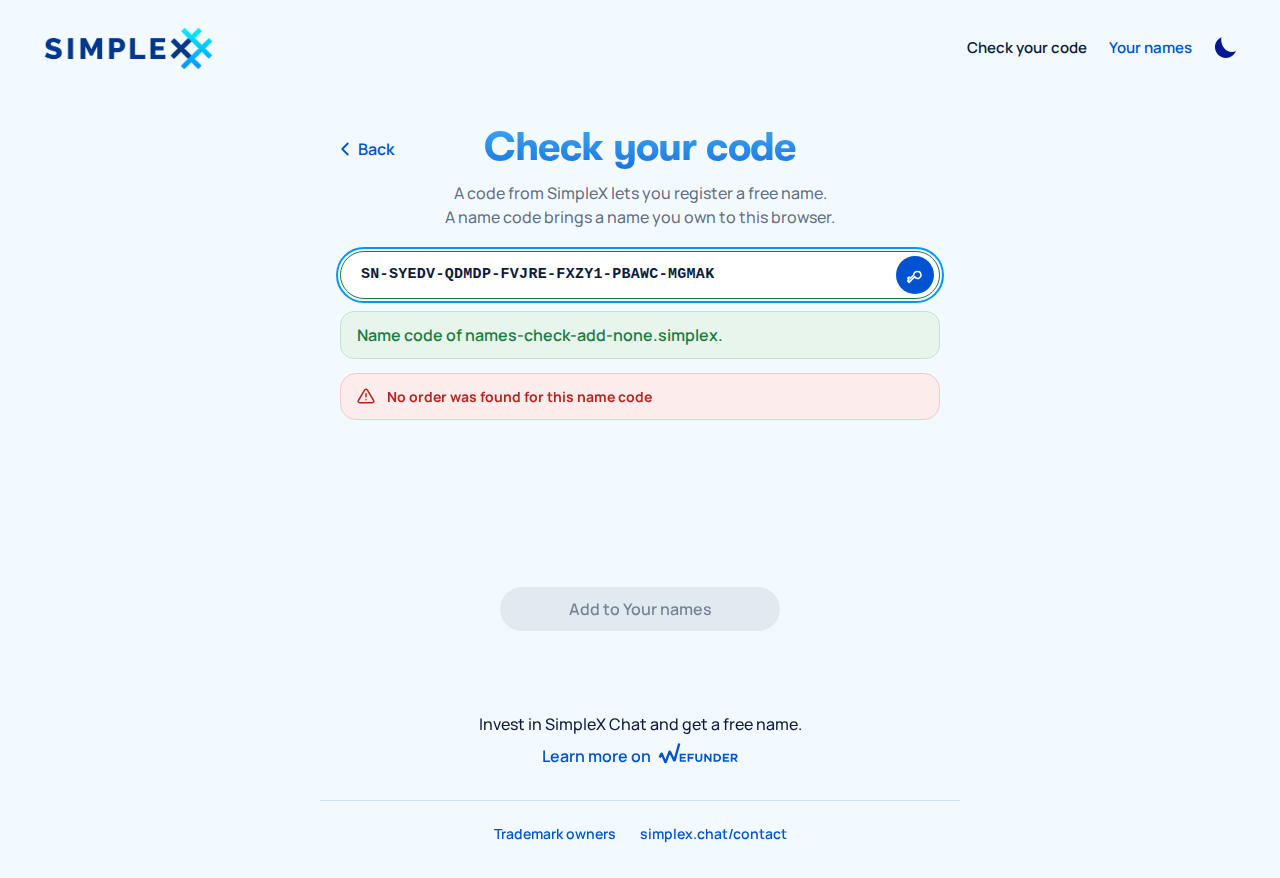 SIMPLEX
Check your code
Your names
Back
Check your code
A code from SimpleX lets you register a free name.
A name code brings a name you own to this browser.
SN-SYEDV-QDMDP-FVJRE-FXZY1-PBAWC-MGMAK
Name code of names-check-add-none.simplex.
No order was found for this name code
Add to Your names
Invest in SimpleX Chat and get a free name.
Learn more on WEFUNDER
Trademark owners
simplex.chat/contact